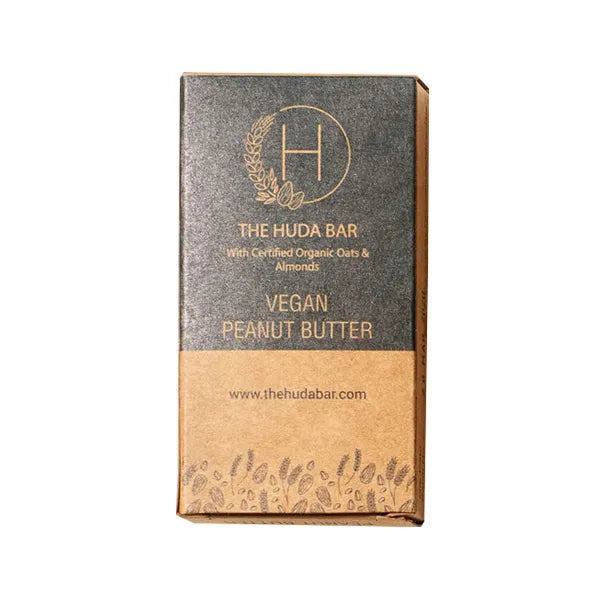 H
THE HUDA BAR
With Certified Organic Oats &
Almonds
VEGAN
PEANUT BUTTER
www.thehudabar.com